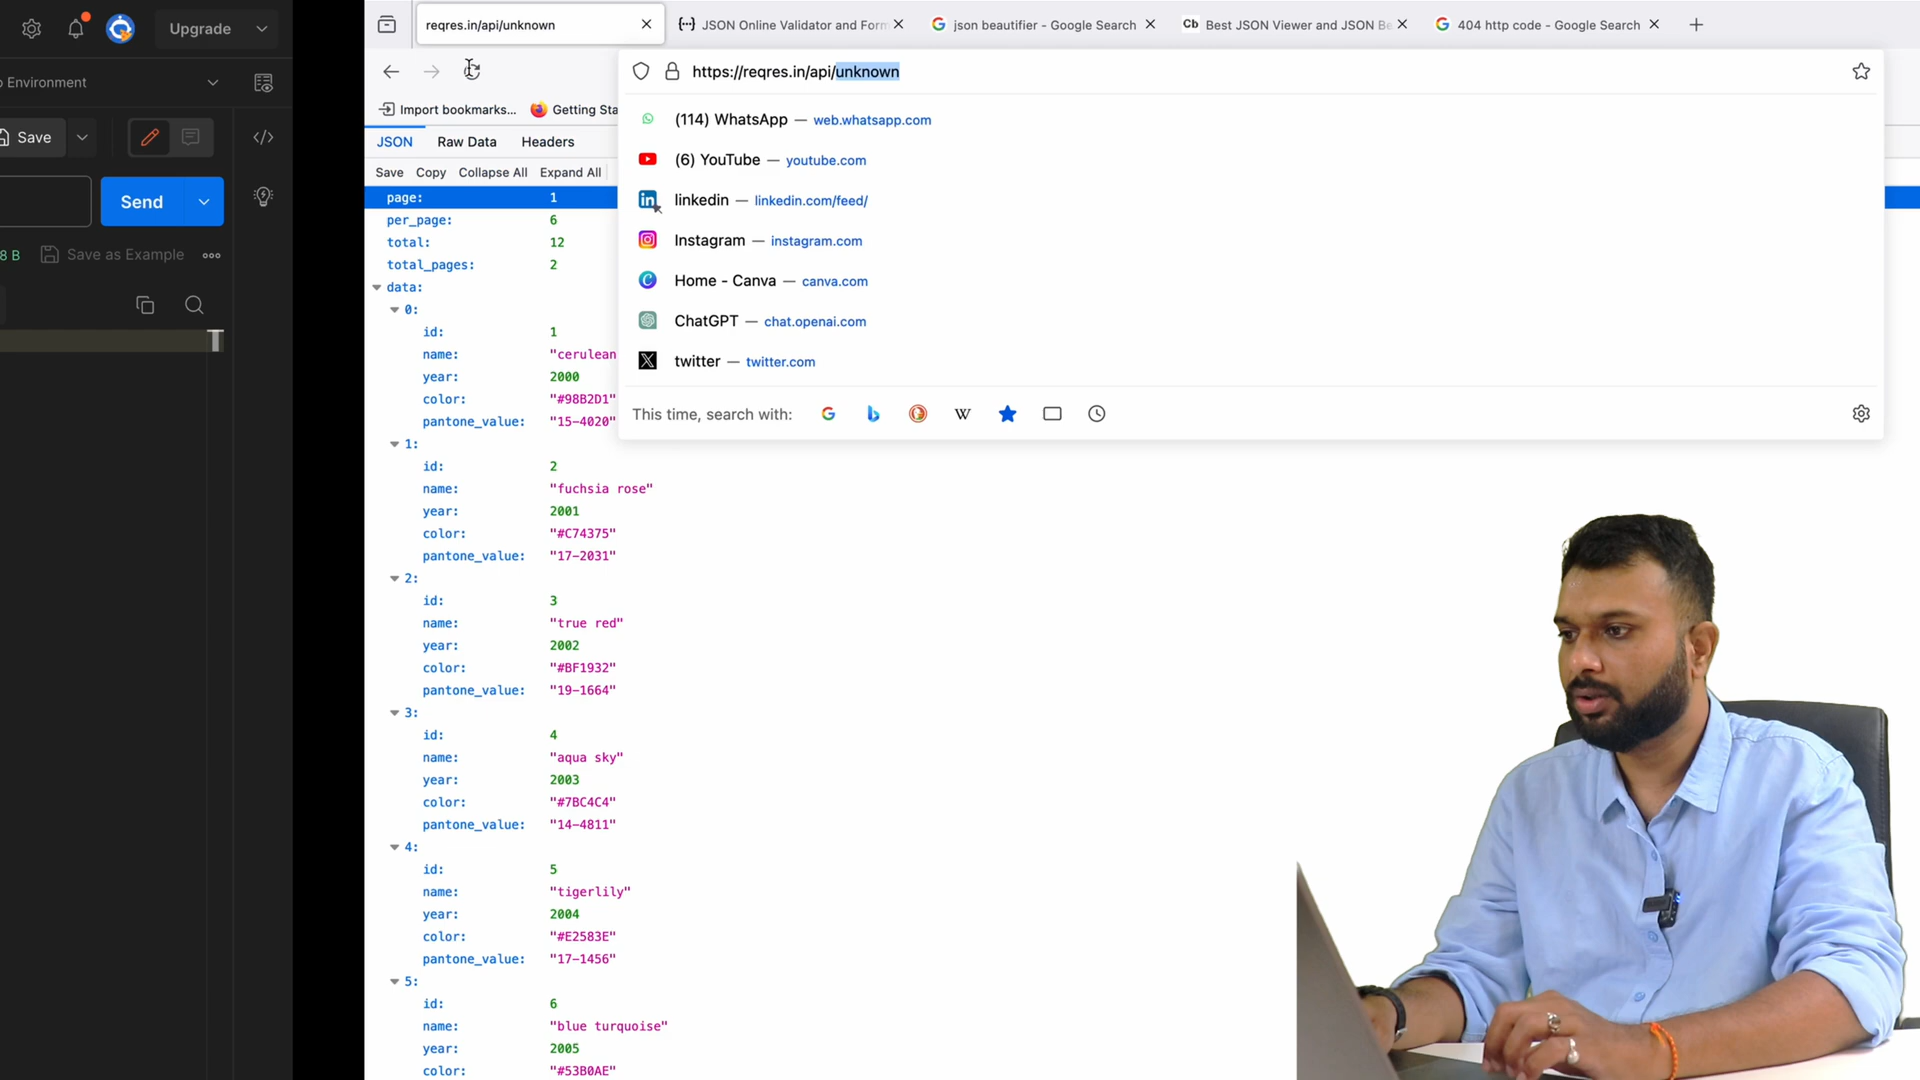 Upgrade
reqres.in/api/unknown
JSON Online Validator and Form
json beautifier - Google Search
Cb Best JSON Viewer and JSON Be
404 http code - Google Search
Environment
https://reqres.in/api/unknown
Import bookmarks...
Getting Sta
Save
JSON
Raw Data
Headers
Save
Copy
Collapse All
Expand All
Send
8 B
Save as Example
(114) WhatsApp — web.whatsapp.com
(6) YouTube — youtube.com
linkedin — linkedin.com/feed/
Instagram — instagram.com
Home - Canva — canva.com
ChatGPT — chat.openai.com
twitter — twitter.com
This time, search with:
page: 1
per_page: 6
total: 12
total_pages: 2
data:
0:
id: 1
name: "cerulean
year: 2000
color: "#98B2D1"
pantone_value: "15-4020"
1:
id: 2
name: "fuchsia rose"
year: 2001
color: "#C74375"
pantone_value: "17-2031"
2:
id: 3
name: "true red"
year: 2002
color: "#BF1932"
pantone_value: "19-1664"
3:
id: 4
name: "aqua sky"
year: 2003
color: "#7BC4C4"
pantone_value: "14-4811"
4:
id: 5
name: "tigerlily"
year: 2004
color: "#E2583E"
pantone_value: "17-1456"
5:
id: 6
name: "blue turquoise"
year: 2005
color: "#53B0AE"